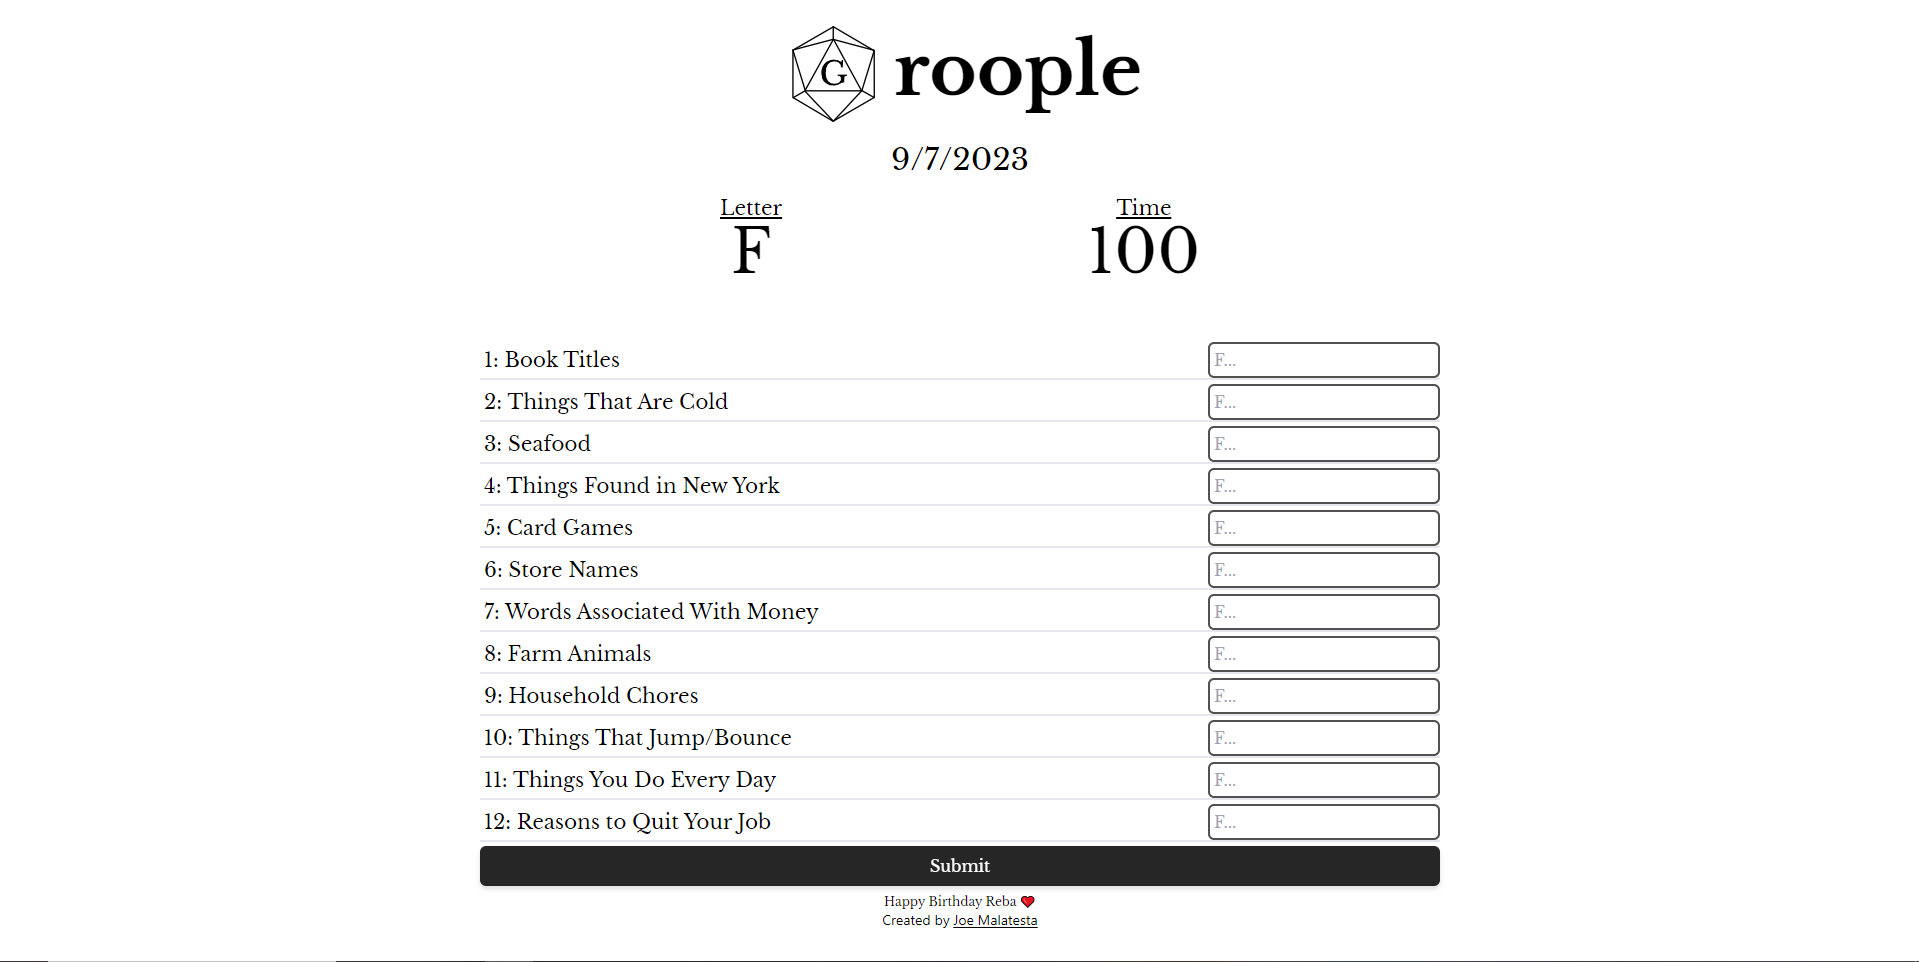 G roople
9/7/2023
Letter
F
Time
100
1: Book Titles
F...
2: Things That Are Cold
F...
3: Seafood
F...
4: Things Found in New York
F...
5: Card Games
F...
6: Store Names
F...
7: Words Associated With Money
F...
8: Farm Animals
F...
9: Household Chores
F...
10: Things That Jump/Bounce
F...
11: Things You Do Every Day
F...
12: Reasons to Quit Your Job
F...
Submit
Happy Birthday Reba ❤️
Created by Joe Malatesta